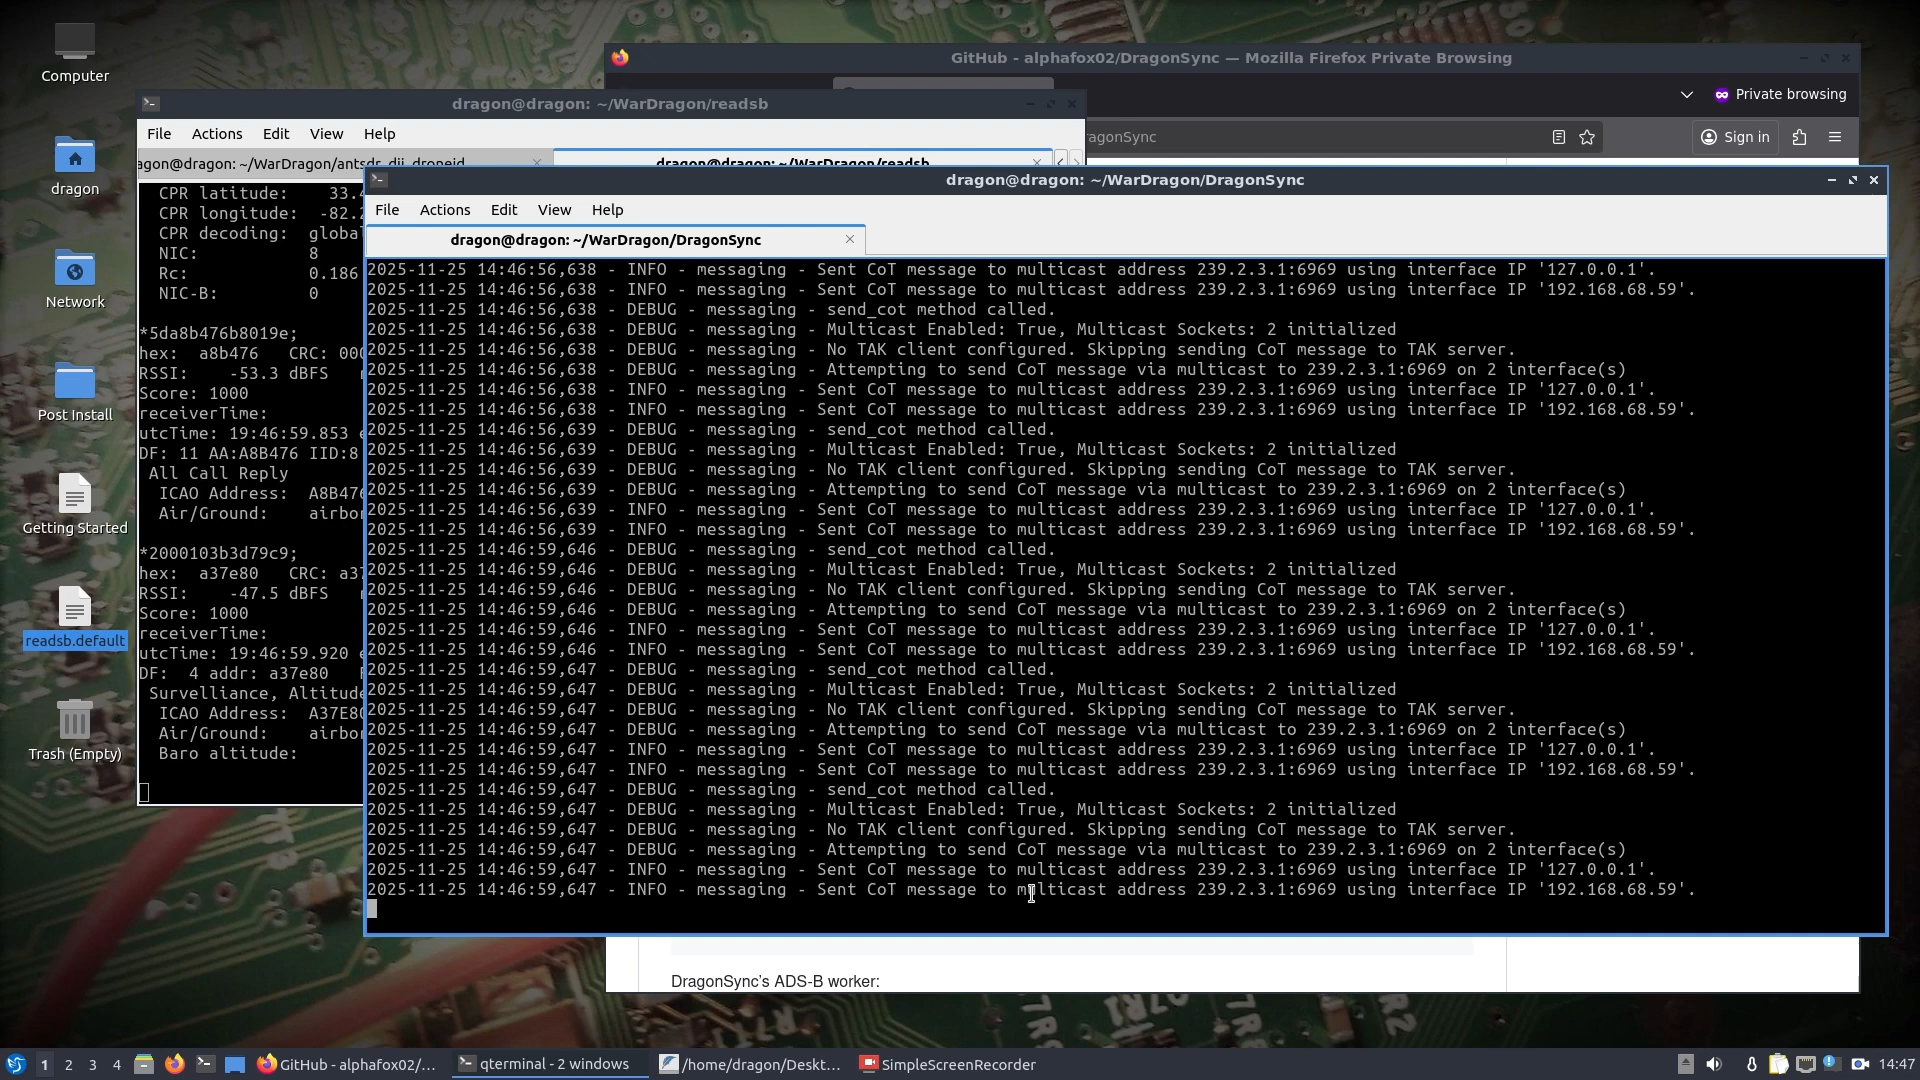 Computer
dragon
Network
Post Install
Getting Started
readsb.default
Trash (Empty)
GitHub - alphafox02/DragonSync — Mozilla Firefox Private Browsing
Private browsing
ragonSync
Sign in
dragon@dragon: ~/WarDragon/readsb
File Actions Edit View Help
agon@dragon: ~/WarDragon/antsdr_dji_droneid
dragon@dragon: ~/WarDragon/readsb
CPR latitude: 33.4
CPR longitude: -82.2
CPR decoding: global
NIC: 8
Rc: 0.186
NIC-B: 0
*5da8b476b8019e;
hex: a8b476 CRC: 000
RSSI: -53.3 dBFS
Score: 1000
receiverTime:
utcTime: 19:46:59.853
DF: 11 AA:A8B476 IID:8
All Call Reply
ICAO Address: A8B476
Air/Ground: airbor
*2000103b3d79c9;
hex: a37e80 CRC: a37
RSSI: -47.5 dBFS
Score: 1000
receiverTime:
utcTime: 19:46:59.920
DF: 4 addr: a37e80
Survelliance, Altitude
ICAO Address: A37E80
Air/Ground: airbor
Baro altitude:
dragon@dragon: ~/WarDragon/DragonSync
File Actions Edit View Help
dragon@dragon: ~/WarDragon/DragonSync
2025-11-25 14:46:56,638 - INFO - messaging - Sent CoT message to multicast address 239.2.3.1:6969 using interface IP '127.0.0.1'.
2025-11-25 14:46:56,638 - INFO - messaging - Sent CoT message to multicast address 239.2.3.1:6969 using interface IP '192.168.68.59'.
2025-11-25 14:46:56,638 - DEBUG - messaging - send_cot method called.
2025-11-25 14:46:56,638 - DEBUG - messaging - Multicast Enabled: True, Multicast Sockets: 2 initialized
2025-11-25 14:46:56,638 - DEBUG - messaging - No TAK client configured. Skipping sending CoT message to TAK server.
2025-11-25 14:46:56,638 - DEBUG - messaging - Attempting to send CoT message via multicast to 239.2.3.1:6969 on 2 interface(s)
2025-11-25 14:46:56,638 - INFO - messaging - Sent CoT message to multicast address 239.2.3.1:6969 using interface IP '127.0.0.1'.
2025-11-25 14:46:56,638 - INFO - messaging - Sent CoT message to multicast address 239.2.3.1:6969 using interface IP '192.168.68.59'.
2025-11-25 14:46:56,639 - DEBUG - messaging - send_cot method called.
2025-11-25 14:46:56,639 - DEBUG - messaging - Multicast Enabled: True, Multicast Sockets: 2 initialized
2025-11-25 14:46:56,639 - DEBUG - messaging - No TAK client configured. Skipping sending CoT message to TAK server.
2025-11-25 14:46:56,639 - DEBUG - messaging - Attempting to send CoT message via multicast to 239.2.3.1:6969 on 2 interface(s)
2025-11-25 14:46:56,639 - INFO - messaging - Sent CoT message to multicast address 239.2.3.1:6969 using interface IP '127.0.0.1'.
2025-11-25 14:46:56,639 - INFO - messaging - Sent CoT message to multicast address 239.2.3.1:6969 using interface IP '192.168.68.59'.
2025-11-25 14:46:59,646 - DEBUG - messaging - send_cot method called.
2025-11-25 14:46:59,646 - DEBUG - messaging - Multicast Enabled: True, Multicast Sockets: 2 initialized
2025-11-25 14:46:59,646 - DEBUG - messaging - No TAK client configured. Skipping sending CoT message to TAK server.
2025-11-25 14:46:59,646 - DEBUG - messaging - Attempting to send CoT message via multicast to 239.2.3.1:6969 on 2 interface(s)
2025-11-25 14:46:59,646 - INFO - messaging - Sent CoT message to multicast address 239.2.3.1:6969 using interface IP '127.0.0.1'.
2025-11-25 14:46:59,646 - INFO - messaging - Sent CoT message to multicast address 239.2.3.1:6969 using interface IP '192.168.68.59'.
2025-11-25 14:46:59,647 - DEBUG - messaging - send_cot method called.
2025-11-25 14:46:59,647 - DEBUG - messaging - Multicast Enabled: True, Multicast Sockets: 2 initialized
2025-11-25 14:46:59,647 - DEBUG - messaging - No TAK client configured. Skipping sending CoT message to TAK server.
2025-11-25 14:46:59,647 - DEBUG - messaging - Attempting to send CoT message via multicast to 239.2.3.1:6969 on 2 interface(s)
2025-11-25 14:46:59,647 - INFO - messaging - Sent CoT message to multicast address 239.2.3.1:6969 using interface IP '127.0.0.1'.
2025-11-25 14:46:59,647 - INFO - messaging - Sent CoT message to multicast address 239.2.3.1:6969 using interface IP '192.168.68.59'.
2025-11-25 14:46:59,647 - DEBUG - messaging - send_cot method called.
2025-11-25 14:46:59,647 - DEBUG - messaging - Multicast Enabled: True, Multicast Sockets: 2 initialized
2025-11-25 14:46:59,647 - DEBUG - messaging - No TAK client configured. Skipping sending CoT message to TAK server.
2025-11-25 14:46:59,647 - DEBUG - messaging - Attempting to send CoT message via multicast to 239.2.3.1:6969 on 2 interface(s)
2025-11-25 14:46:59,647 - INFO - messaging - Sent CoT message to multicast address 239.2.3.1:6969 using interface IP '127.0.0.1'.
2025-11-25 14:46:59,647 - INFO - messaging - Sent CoT message to multicast address 239.2.3.1:6969 using interface IP '192.168.68.59'.
DragonSync's ADS-B worker:
1 2 3 4 GitHub - alphafox02/... qterminal - 2 windows /home/dragon/Deskt... SimpleScreenRecorder 14:47